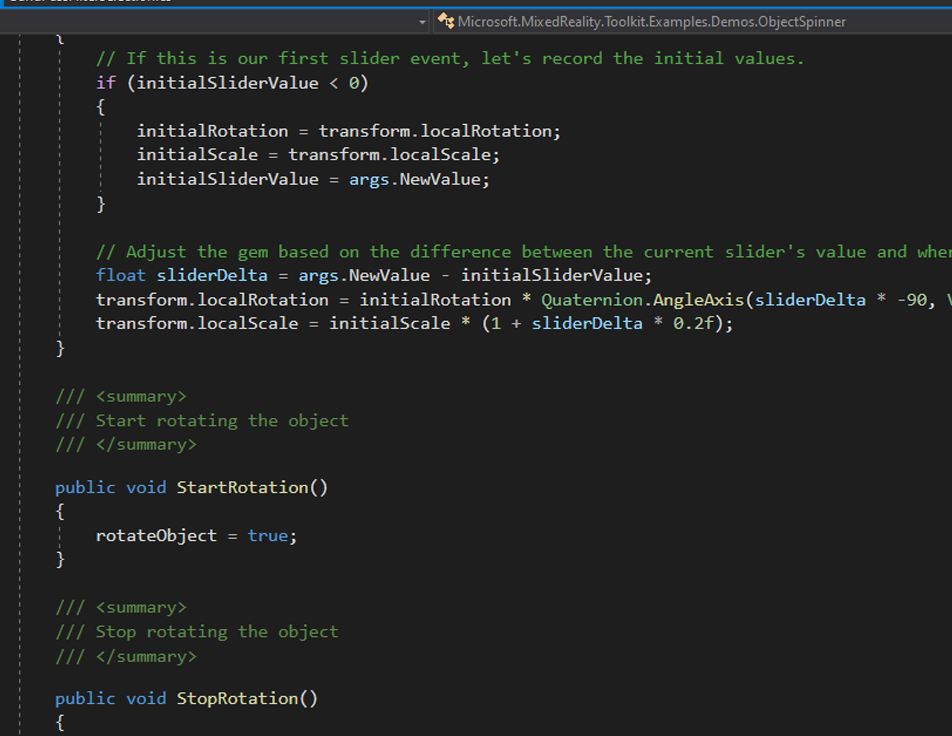 Microsoft.MixedReality.Toolkit.Examples.Demos.ObjectSpinner
{
// If this is our first slider event, let's record the initial values.
if (initialSliderValue < 0)
{
initialRotation = transform.localRotation;
initialScale = transform.localScale;
initialSliderValue = args.NewValue;
}
// Adjust the gem based on the difference between the current slider's value and
float sliderDelta = args.NewValue - initialSliderValue;
transform.localRotation = initialRotation * Quaternion.AngleAxis(sliderDelta * -90,
transform.localScale = initialScale * (1 + sliderDelta * 0.2f);
}
/// <summary>
/// Start rotating the object
/// </summary>
public void StartRotation()
{
rotateObject = true;
}
/// <summary>
/// Stop rotating the object
/// </summary>
public void StopRotation()
{